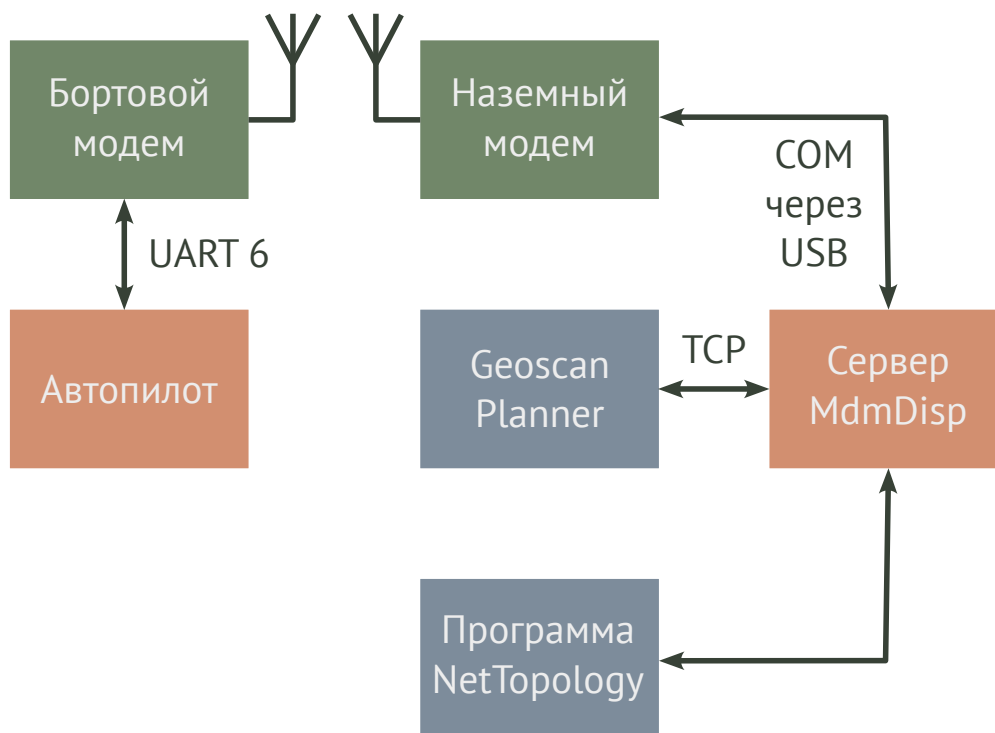 Бортовой
модем
Наземный
модем
COM
через
USB
UART 6
Автопилот
Geoscan
Planner
TCP
Сервер
MdmDisp
Программа
NetTopology